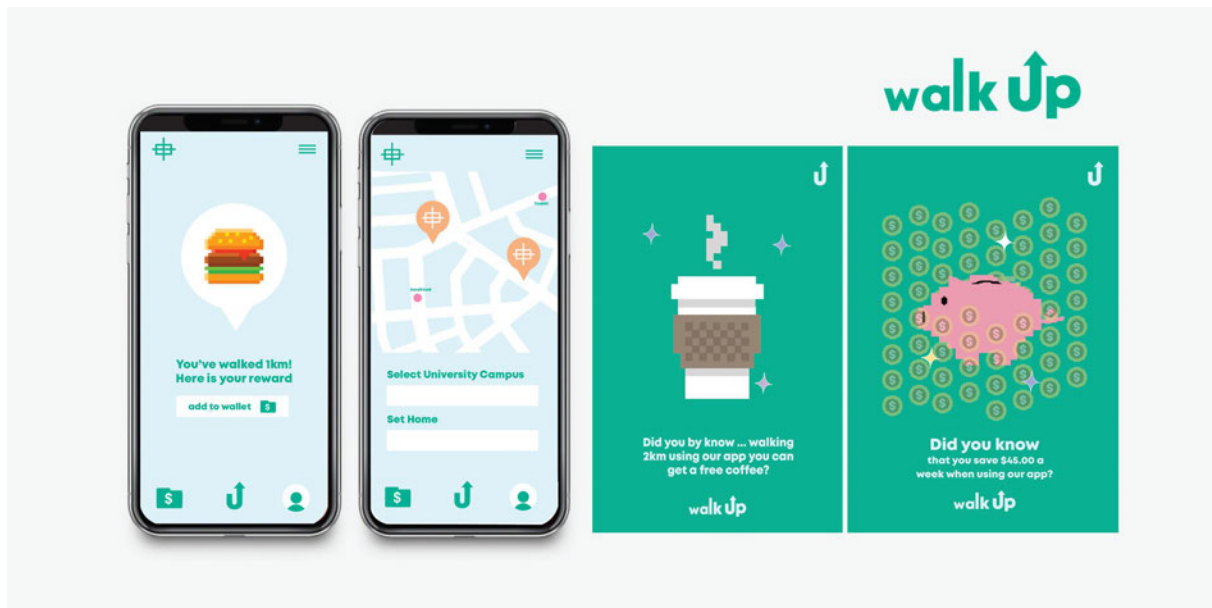 walk Up
You've walked 1km!
Here is your reward
add to wallet $
$
Select University Campus
Set Home
$
Did you by know ... walking
2km using our app you can
get a free coffee?
walk Up
Did you know
that you save $45.00 a
week when using our app?
walk Up